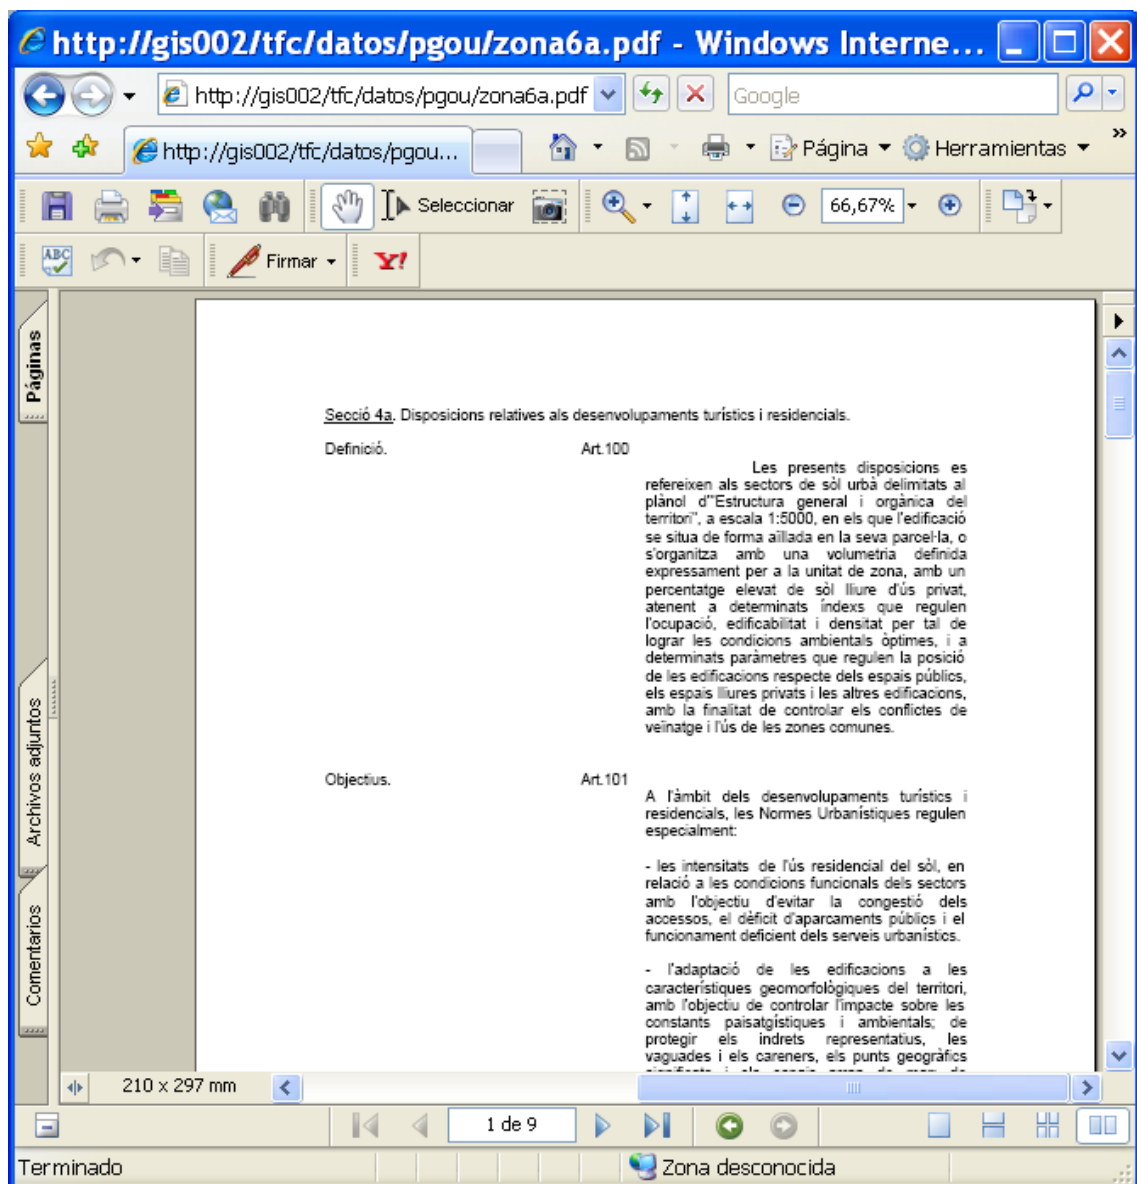 http://gis002/tfc/datos/pgou/zona6a.pdf - Windows Interne...
http://gis002/tfc/datos/pgou/zona6a.pdf
Google
http://gis002/tfc/datos/pgou...
Página
Herramientas
»
Seleccionar
66,67%
ABC
Firmar
Y!
Páginas
Archivos adjuntos
Comentarios
Secció 4a. Disposicions relatives als desenvolupaments turístics i residencials.
Definició.
Art.100
Les presents disposicions es
refereixen als sectors de sòl urbà delimitats al
plànol d'"Estructura general i orgànica del
territori", a escala 1:5000, en els que l'edificació
se situa de forma aïllada en la seva parcel·la, o
s'organitza amb una volumetria definida
expressament per a la unitat de zona, amb un
percentatge elevat de sòl lliure d'ús privat,
atenent a determinats índexs que regulen
l'ocupació, edificabilitat i densitat per tal de
lograr les condicions ambientals òptimes, i a
determinats paràmetres que regulen la posició
de les edificacions respecte dels espais públics,
els espais lliures privats i les altres edificacions,
amb la finalitat de controlar els conflictes de
veïnatge i l'ús de les zones comunes.
Objectius.
Art.101
A l'àmbit dels desenvolupaments turístics i
residencials, les Normes Urbanístiques regulen
especialment:
- les intensitats de l'ús residencial del sòl, en
relació a les condicions funcionals dels sectors
amb l'objectiu d'evitar la congestió dels
accessos, el dèficit d'aparcaments públics i el
funcionament deficient dels serveis urbanístics.
- l'adaptació de les edificacions a les
característiques geomorfològiques del territori,
amb l'objectiu de controlar l'impacte sobre les
constants paisatgístiques i ambientals; de
protegir els indrets representatius, les
vaguades i els careners, els punts geogràfics
210 x 297 mm
1 de 9
Terminado
Zona desconocida